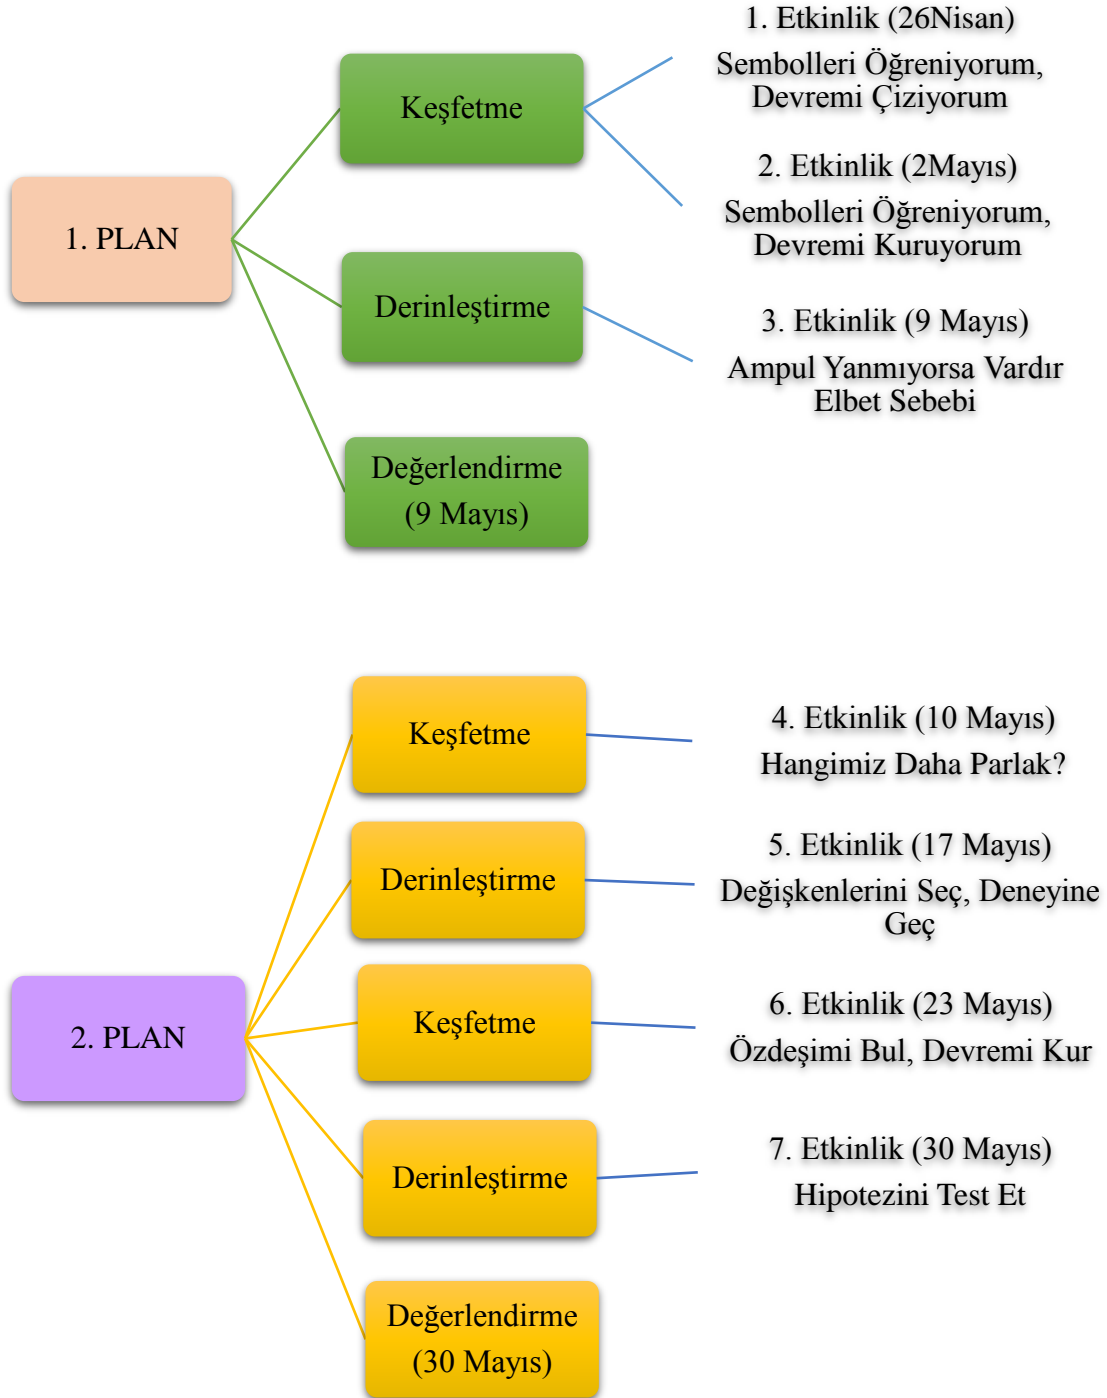 1. PLAN
Keşfetme
1. Etkinlik (26Nisan)
Sembolleri Öğreniyorum,
Devremi Çiziyorum
2. Etkinlik (2Mayıs)
Sembolleri Öğreniyorum,
Devremi Kuruyorum
Derinleştirme
3. Etkinlik (9 Mayıs)
Ampul Yanmıyorsa Vardır
Elbet Sebebi
Değerlendirme
(9 Mayıs)
2. PLAN
Keşfetme
4. Etkinlik (10 Mayıs)
Hangimiz Daha Parlak?
Derinleştirme
5. Etkinlik (17 Mayıs)
Değişkenlerini Seç, Deneyine
Geç
Keşfetme
6. Etkinlik (23 Mayıs)
Özdeşimi Bul, Devremi Kur
Derinleştirme
7. Etkinlik (30 Mayıs)
Hipotezini Test Et
Değerlendirme
(30 Mayıs)